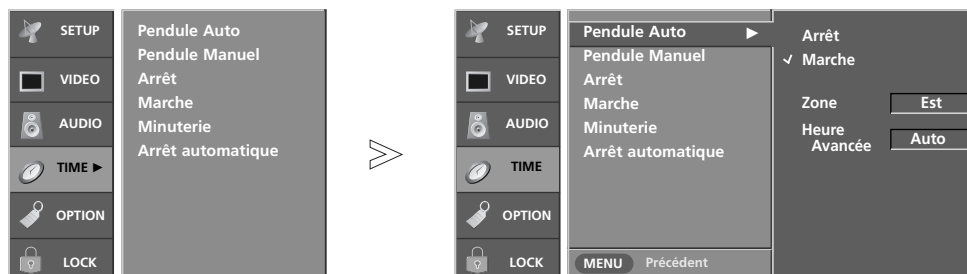 SETUP
VIDEO
AUDIO
TIME ►
OPTION
LOCK
Pendule Auto
Pendule Manuel
Arrêt
Marche
Minuterie
Arrêt automatique
SETUP
VIDEO
AUDIO
TIME
OPTION
LOCK
Pendule Auto ►
Pendule Manuel
Arrêt
Marche
Minuterie
Arrêt automatique
MENU Précédent
Arrêt
✓ Marche
Zone Est
Heure
Avancée Auto